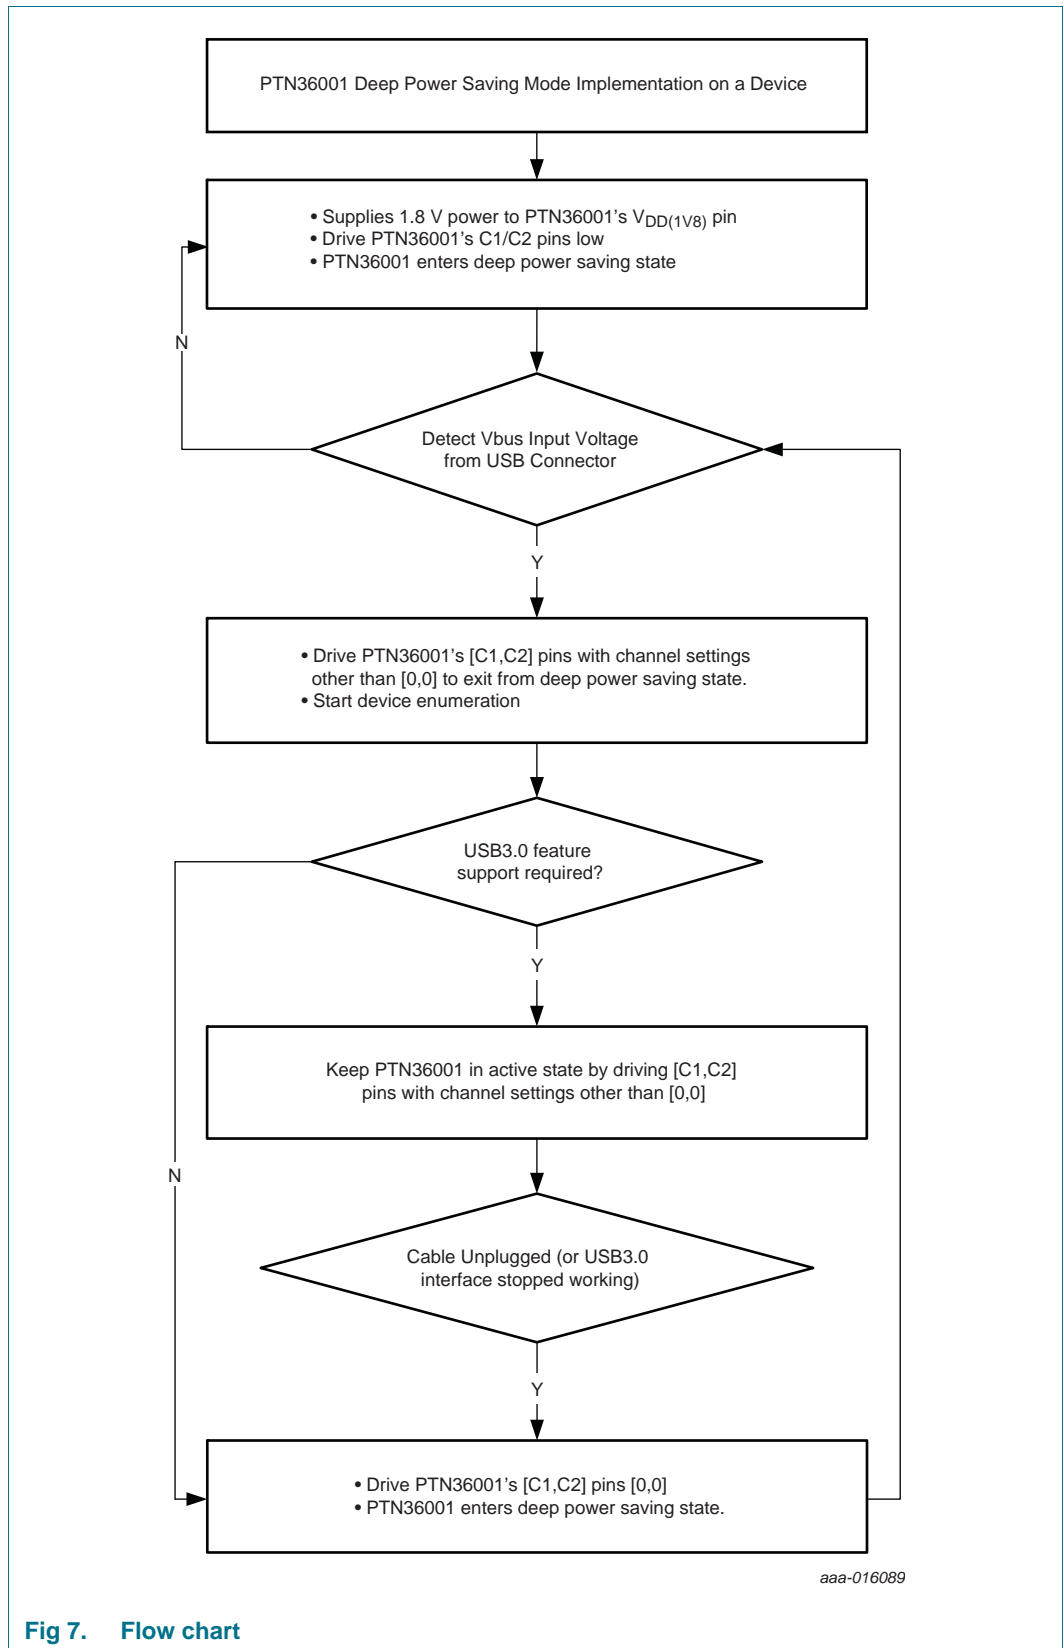 PTN36001 Deep Power Saving Mode Implementation on a Device
• Supplies 1.8 V power to PTN36001's VDD(1V8) pin
• Drive PTN36001's C1/C2 pins low
• PTN36001 enters deep power saving state
N
Detect Vbus Input Voltage
from USB Connector
Y
• Drive PTN36001's [C1,C2] pins with channel settings
other than [0,0] to exit from deep power saving state.
• Start device enumeration
USB3.0 feature
support required?
Y
Keep PTN36001 in active state by driving [C1,C2]
pins with channel settings other than [0,0]
N
Cable Unplugged (or USB3.0
interface stopped working)
Y
• Drive PTN36001's [C1,C2] pins [0,0]
• PTN36001 enters deep power saving state.
aaa-016089
Fig 7. Flow chart